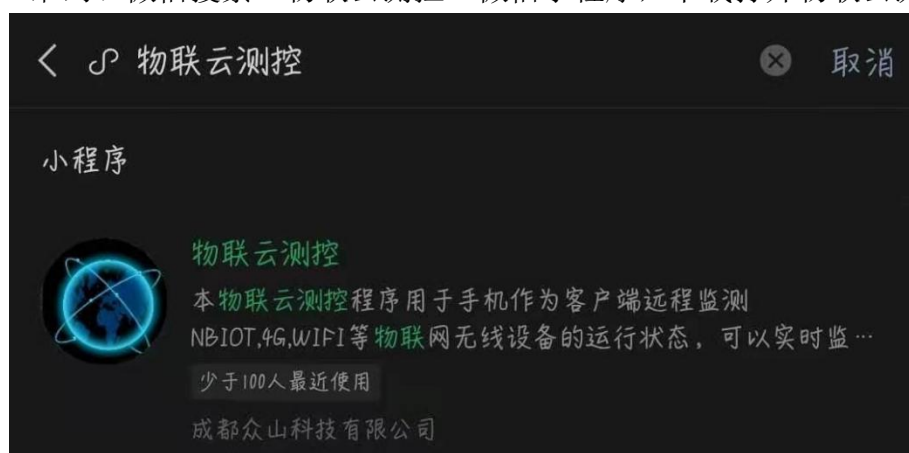 物联云测控 取消
小程序
物联云测控
本物联云测控程序用于手机作为客户端远程监测
NBIOT,4G,WIFI等物联网无线设备的运行状态，可以实时监…
少于100人最近使用
成都众山科技有限公司